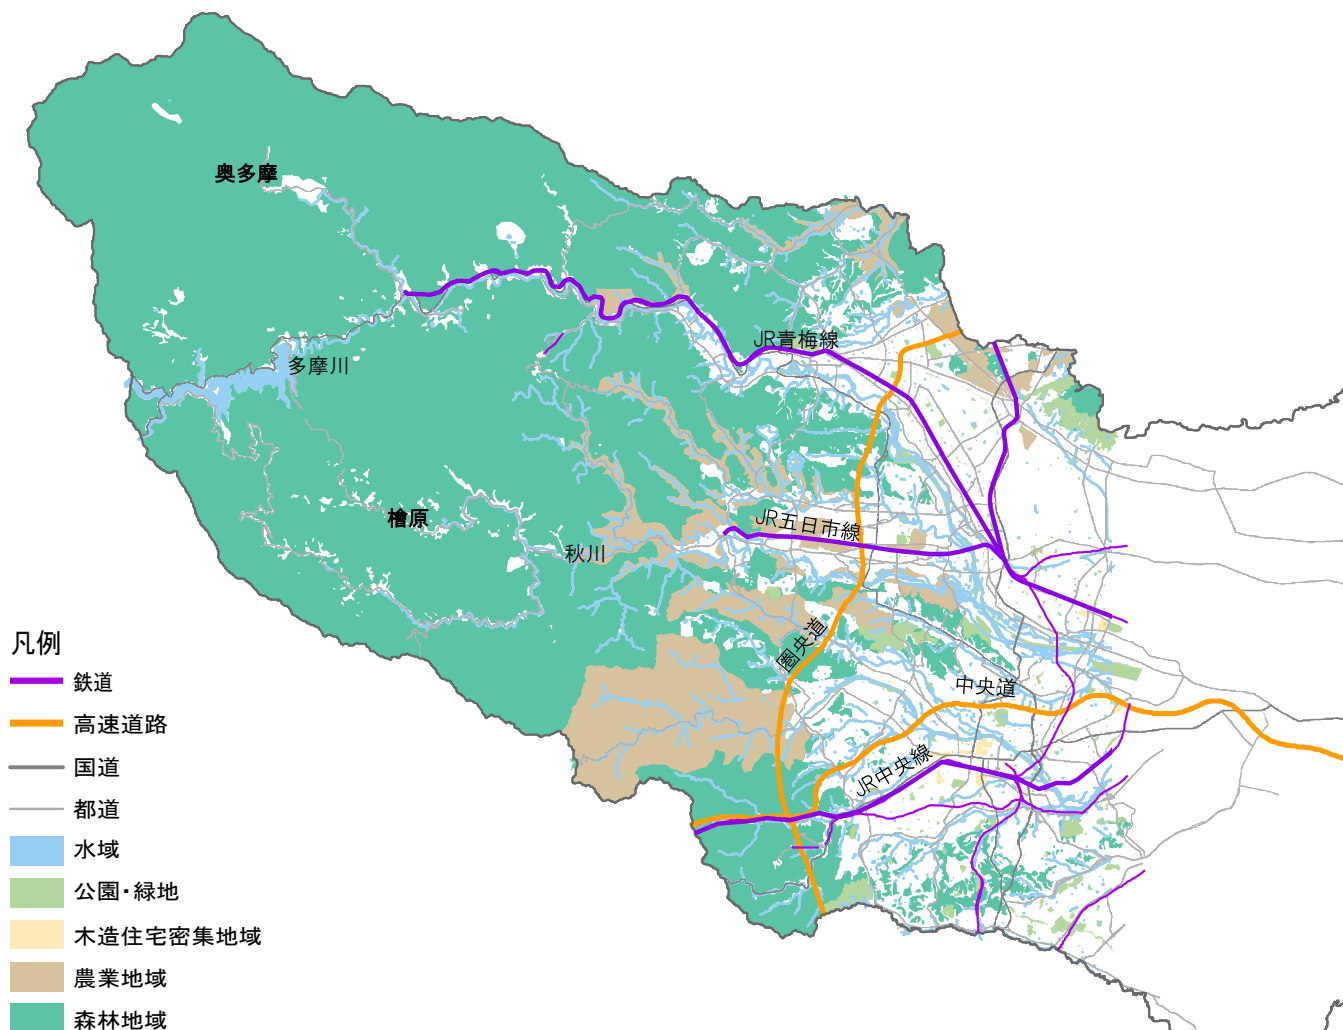 奥多摩
JR青梅線
多摩川
檜原
JR五日市線
秋川
圏央道
中央道
JR中央線
凡例
鉄道
高速道路
国道
都道
水域
公園・緑地
木造住宅密集地域
農業地域
森林地域